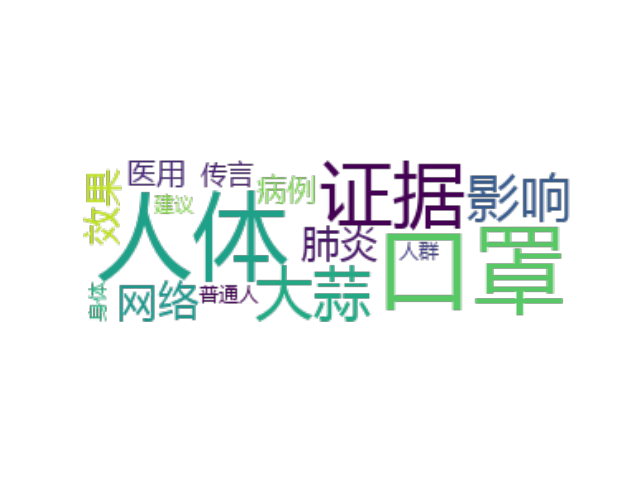 医用
传言
病例
证据
影响
效果
建议
人体
肺炎
人群
口罩
身体
网络
普通人
大蒜